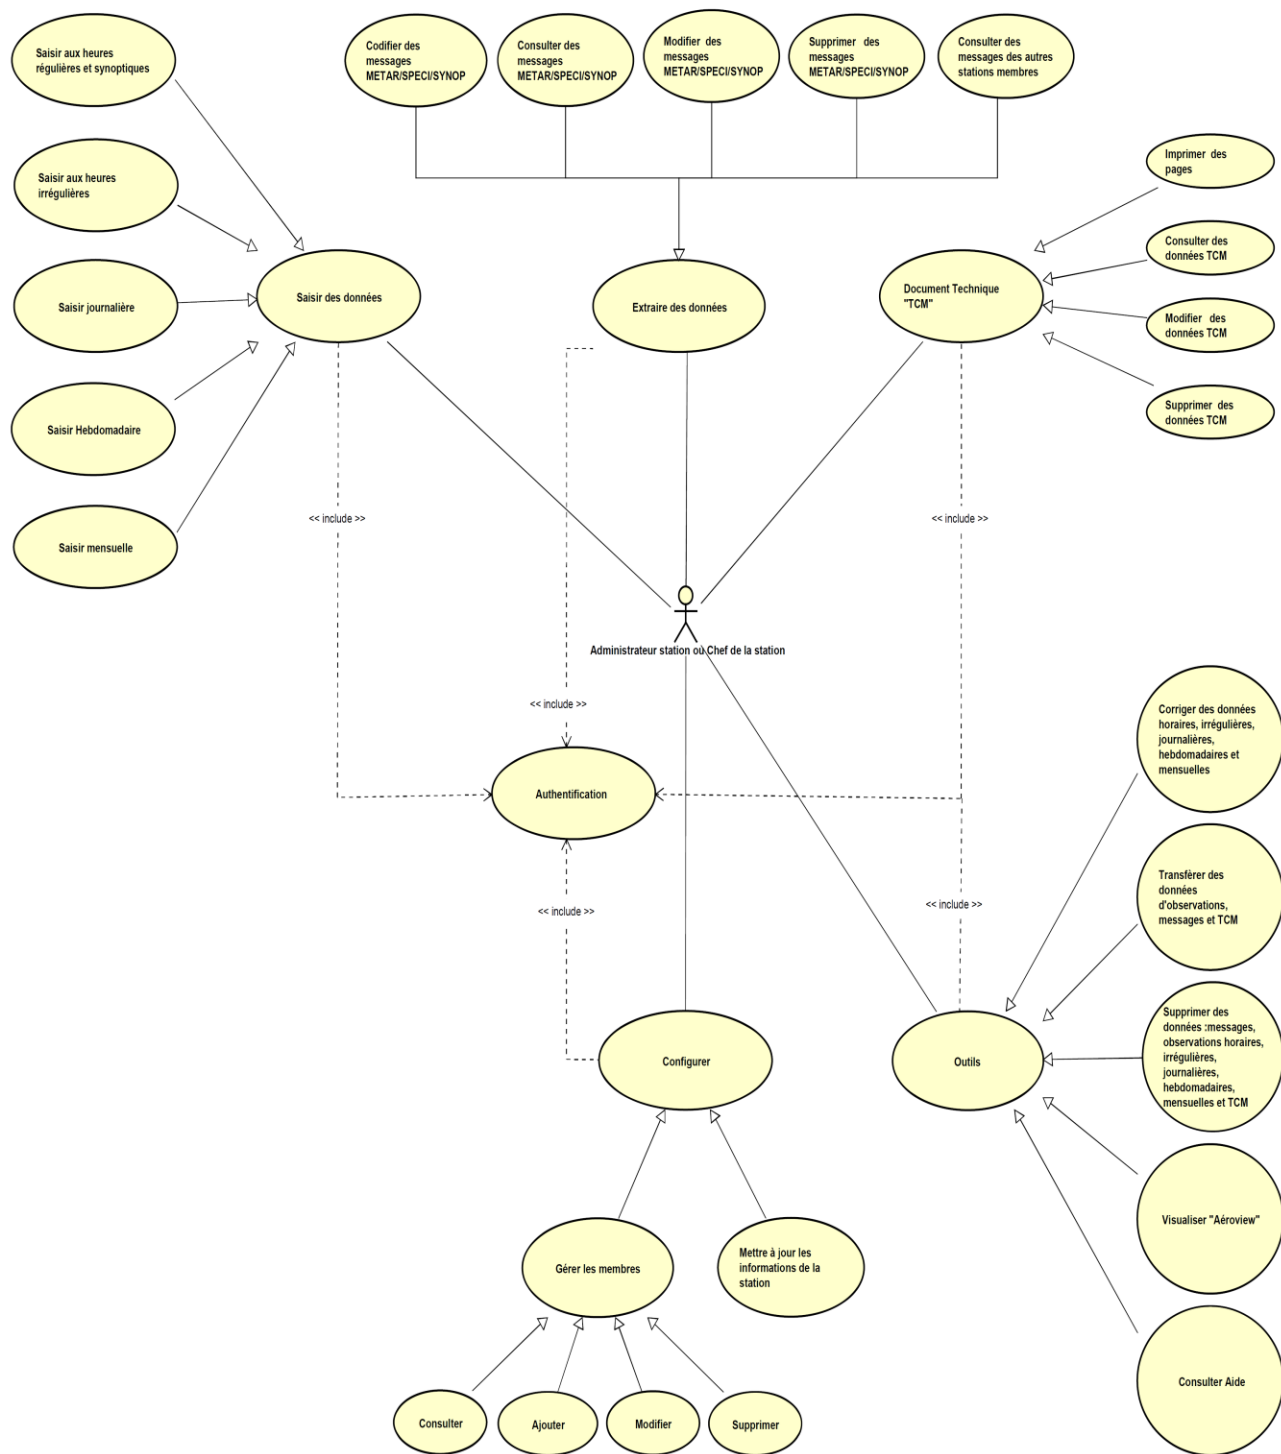 Saisir aux heures
régulières et synoptiques
Codifier des
messages
METAR/SPECI/SYNOP
Consulter des
messages
METAR/SPECI/SYNOP
Modifier des
messages
METAR/SPECI/SYNOP
Supprimer des
messages
METAR/SPECI/SYNOP
Consulter des
messages des autres
stations membres
Saisir aux heures
irrégulières
Imprimer des
pages
Consulter des
données TCM
Saisir journalière
Saisir des données
Extraire des données
Document Technique
"TCM"
Modifier des
données TCM
Saisir Hebdomadaire
Supprimer des
données TCM
Saisir mensuelle
<< include >>
<< include >>
Administrateur station où Chef de la station
<< include >>
Corriger des données
horaires, irrégulières,
journalières,
hebdomadaires et
mensuelles
Authentification
Transfèrer des
données
d'observations,
messages et TCM
<< include >>
<< include >>
Configurer
Outils
Supprimer des
données :messages,
observations horaires,
irrégulières,
journalières,
hebdomadaires,
mensuelles et TCM
Visualiser "Aéroview"
Gérer les membres
Mettre à jour les
informations de la
station
Consulter Aide
Consulter
Ajouter
Modifier
Supprimer